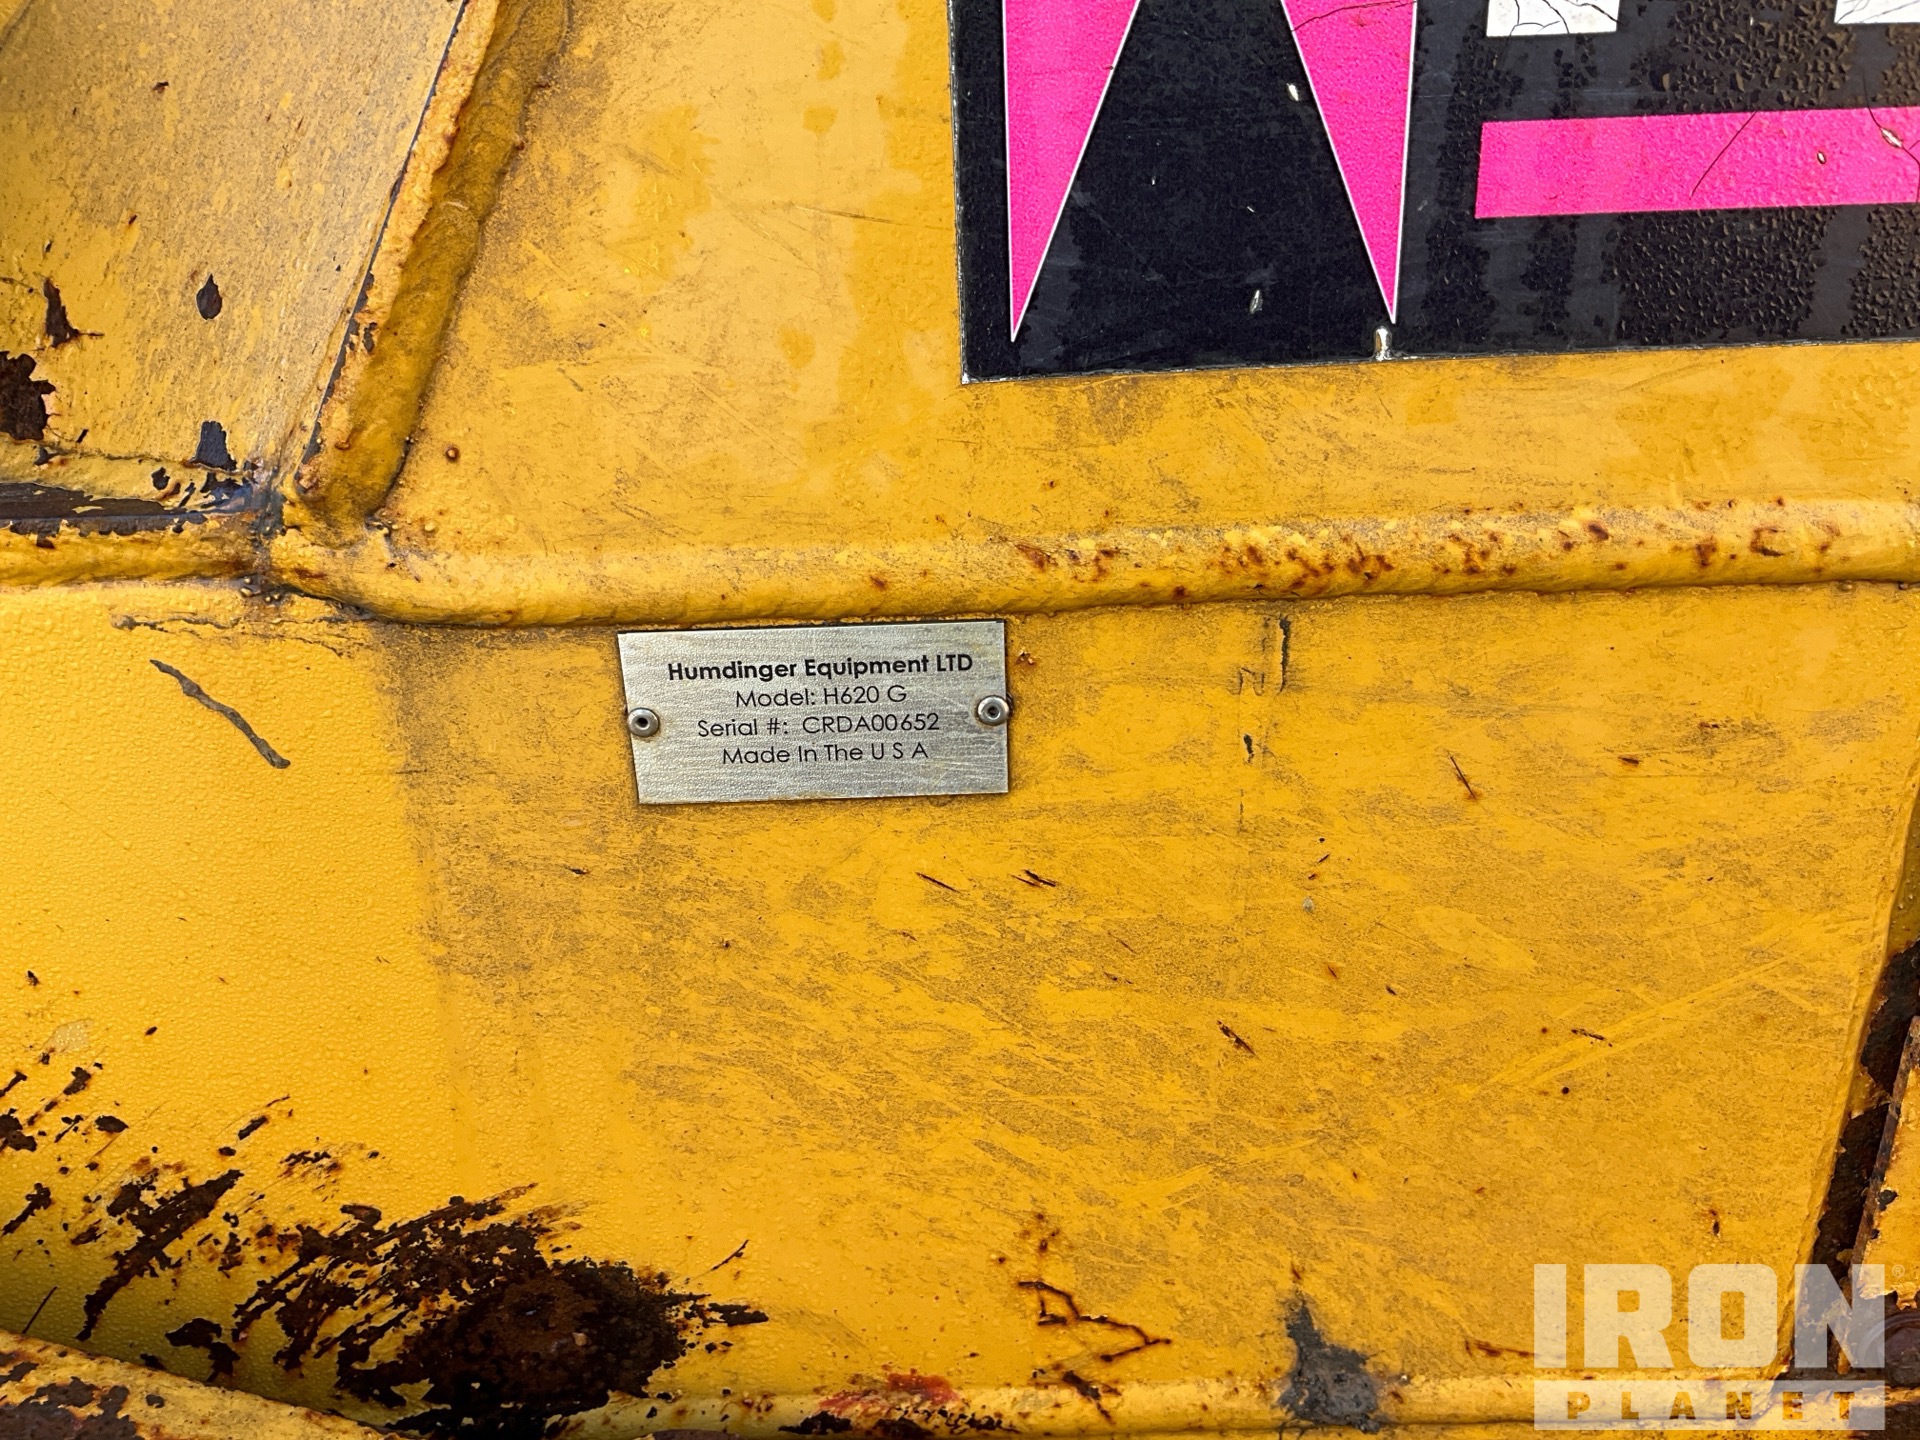 Humdinger Equipment LTD
Model: H620 G
Serial #: CRDA00652
Made In The U S A
IRON
PLANET